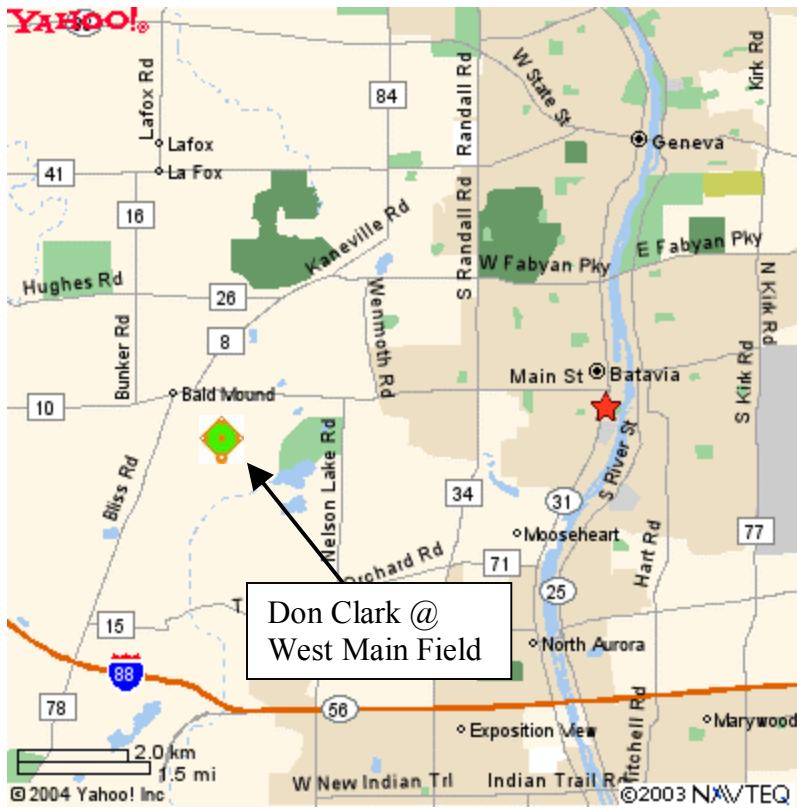 YAHOO!®
Lafox Rd
84
Randall Rd
W State St
Kirk Rd
Lafox
La Fox
Geneva
41
16
Kaneville Rd
S Randall Rd
W Fabyan Pky
E Fabyan Pky
Hughes Rd
26
Wenmoth Rd
N Kirk Rd
Bunker Rd
8
Main St
Batavia
S Kirk Rd
10
Bald Mound
Bliss Rd
Nelson Lake Rd
34
31
S River St
Mooseheart
Hart Rd
77
Orchard Rd
71
25
15
T
Don Clark @
West Main Field
North Aurora
88
78
56
Exposition View
Mitchell Rd
Marywood
2.0 km
1.5 mi
W New Indian Trl
Indian Trail Rd
© 2004 Yahoo! Inc
©2003 NAVTEQ